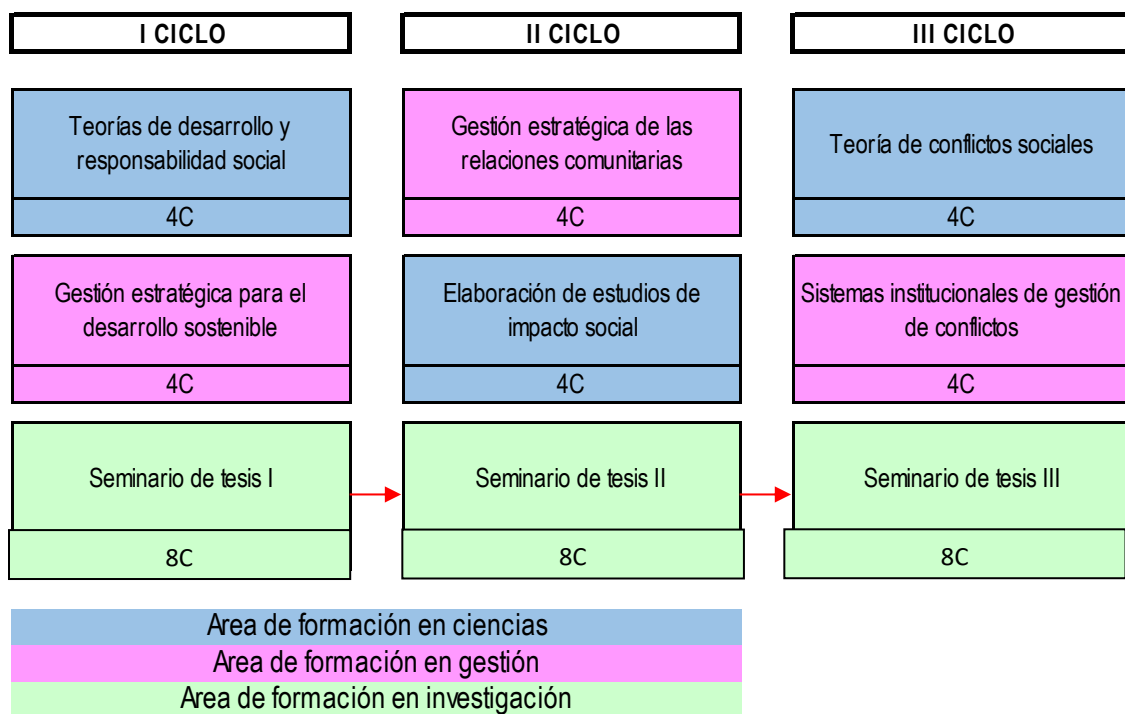 I CICLO
II CICLO
III CICLO
Teorías de desarrollo y
responsabilidad social
4C
Gestión estratégica de las
relaciones comunitarias
4C
Teoría de conflictos sociales
4C
Gestión estratégica para el
desarrollo sostenible
4C
Elaboración de estudios de
impacto social
4C
Sistemas institucionales de gestión
de conflictos
4C
Seminario de tesis I
8C
Seminario de tesis II
8C
Seminario de tesis III
8C
Area de formación en ciencias
Area de formación en gestión
Area de formación en investigación